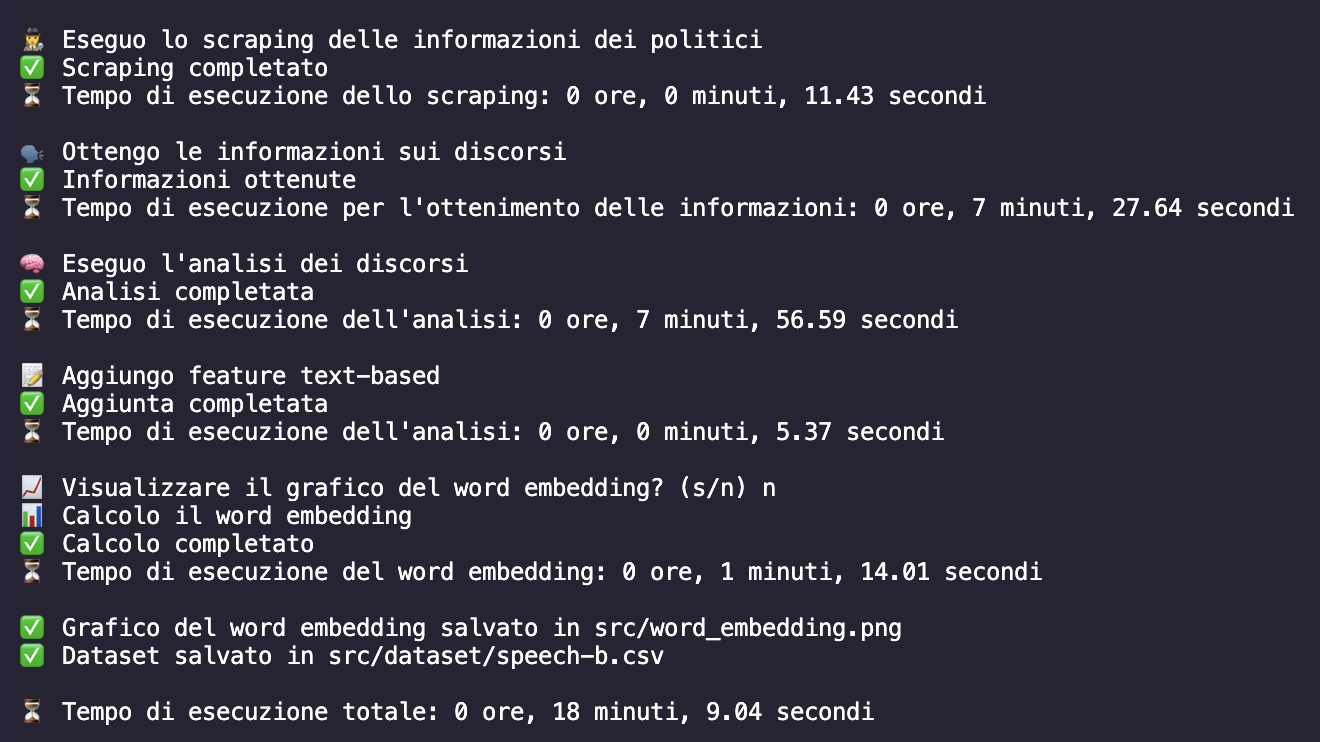 🕵️ Eseguo lo scraping delle informazioni dei politici
✅ Scraping completato
⏳ Tempo di esecuzione dello scraping: 0 ore, 0 minuti, 11.43 secondi
🗣️ Ottengo le informazioni sui discorsi
✅ Informazioni ottenute
⏳ Tempo di esecuzione per l'ottenimento delle informazioni: 0 ore, 7 minuti, 27.64 secondi
🧠 Eseguo l'analisi dei discorsi
✅ Analisi completata
⏳ Tempo di esecuzione dell'analisi: 0 ore, 7 minuti, 56.59 secondi
📝 Aggiungo feature text-based
✅ Aggiunta completata
⏳ Tempo di esecuzione dell'analisi: 0 ore, 0 minuti, 5.37 secondi
📈 Visualizzare il grafico del word embedding? (s/n) n
📊 Calcolo il word embedding
✅ Calcolo completato
⏳ Tempo di esecuzione del word embedding: 0 ore, 1 minuti, 14.01 secondi
✅ Grafico del word embedding salvato in src/word_embedding.png
✅ Dataset salvato in src/dataset/speech-b.csv
⏳ Tempo di esecuzione totale: 0 ore, 18 minuti, 9.04 secondi